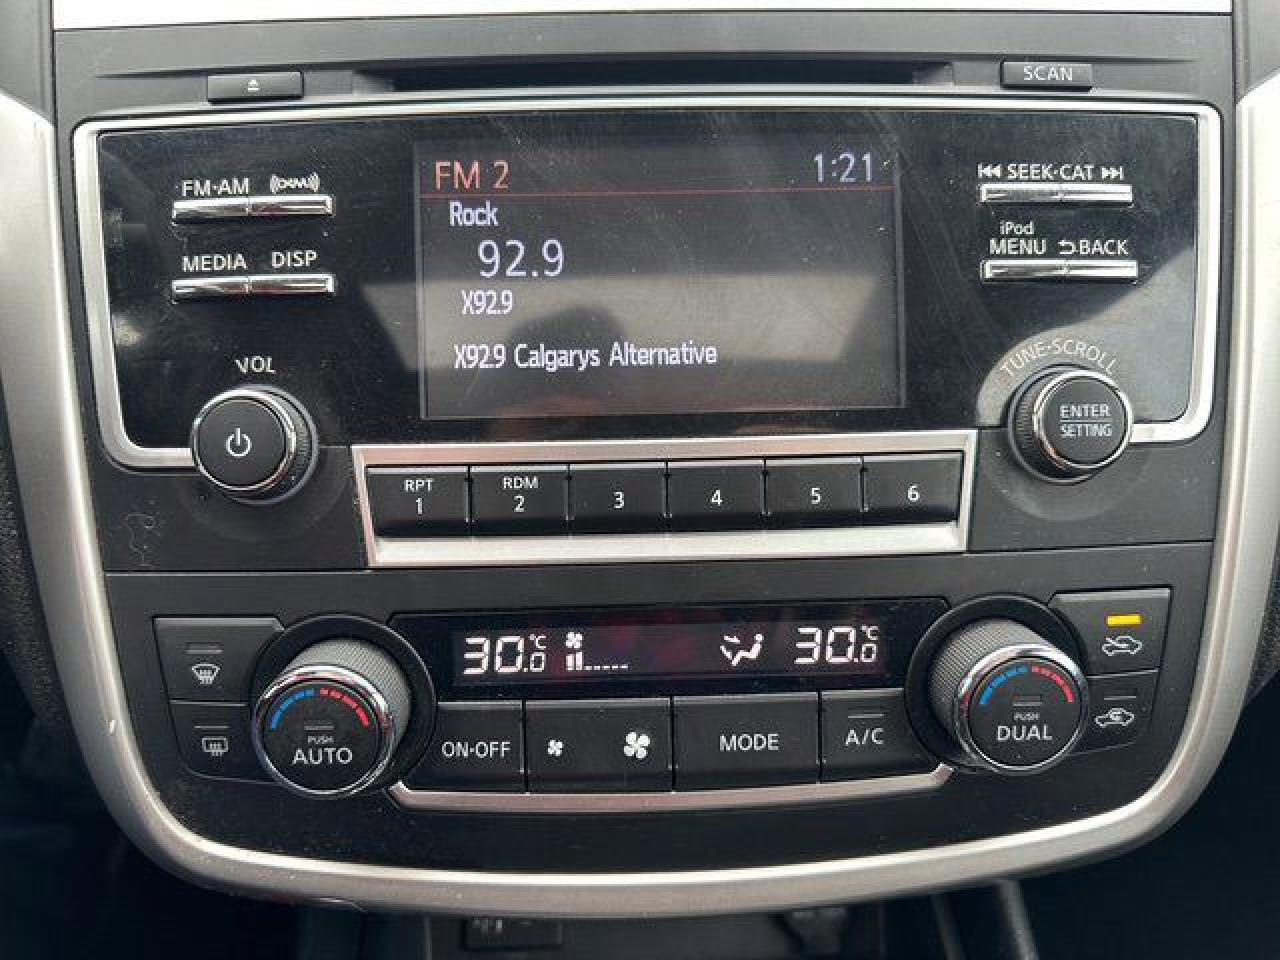 SCAN
FM·AM ((XM))
MEDIA DISP
VOL
FM 2 1:21
Rock
92.9
X92.9
X92.9 Calgarys Alternative
SEEK·CAT
iPod
MENU BACK
TUNE·SCROLL
ENTER
SETTING
RPT RDM
1 2 3 4 5 6
30.0 °C 30.0 °C
PUSH
AUTO
ON·OFF MODE A/C
PUSH
DUAL